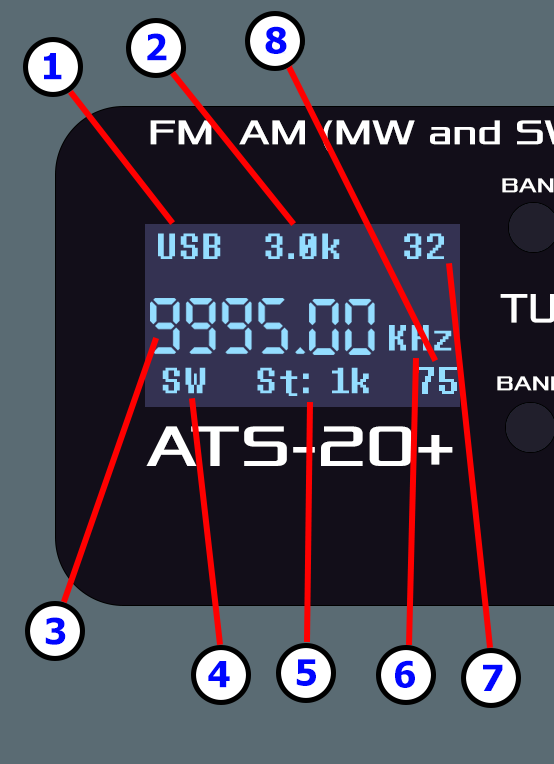 1 2 8
FM AM (MW and SW
BAN
USB 3.0k 32
TU
9995.00 KHz
SW St: 1k 75
BAN
ATS-20+
3 4 5 6 7